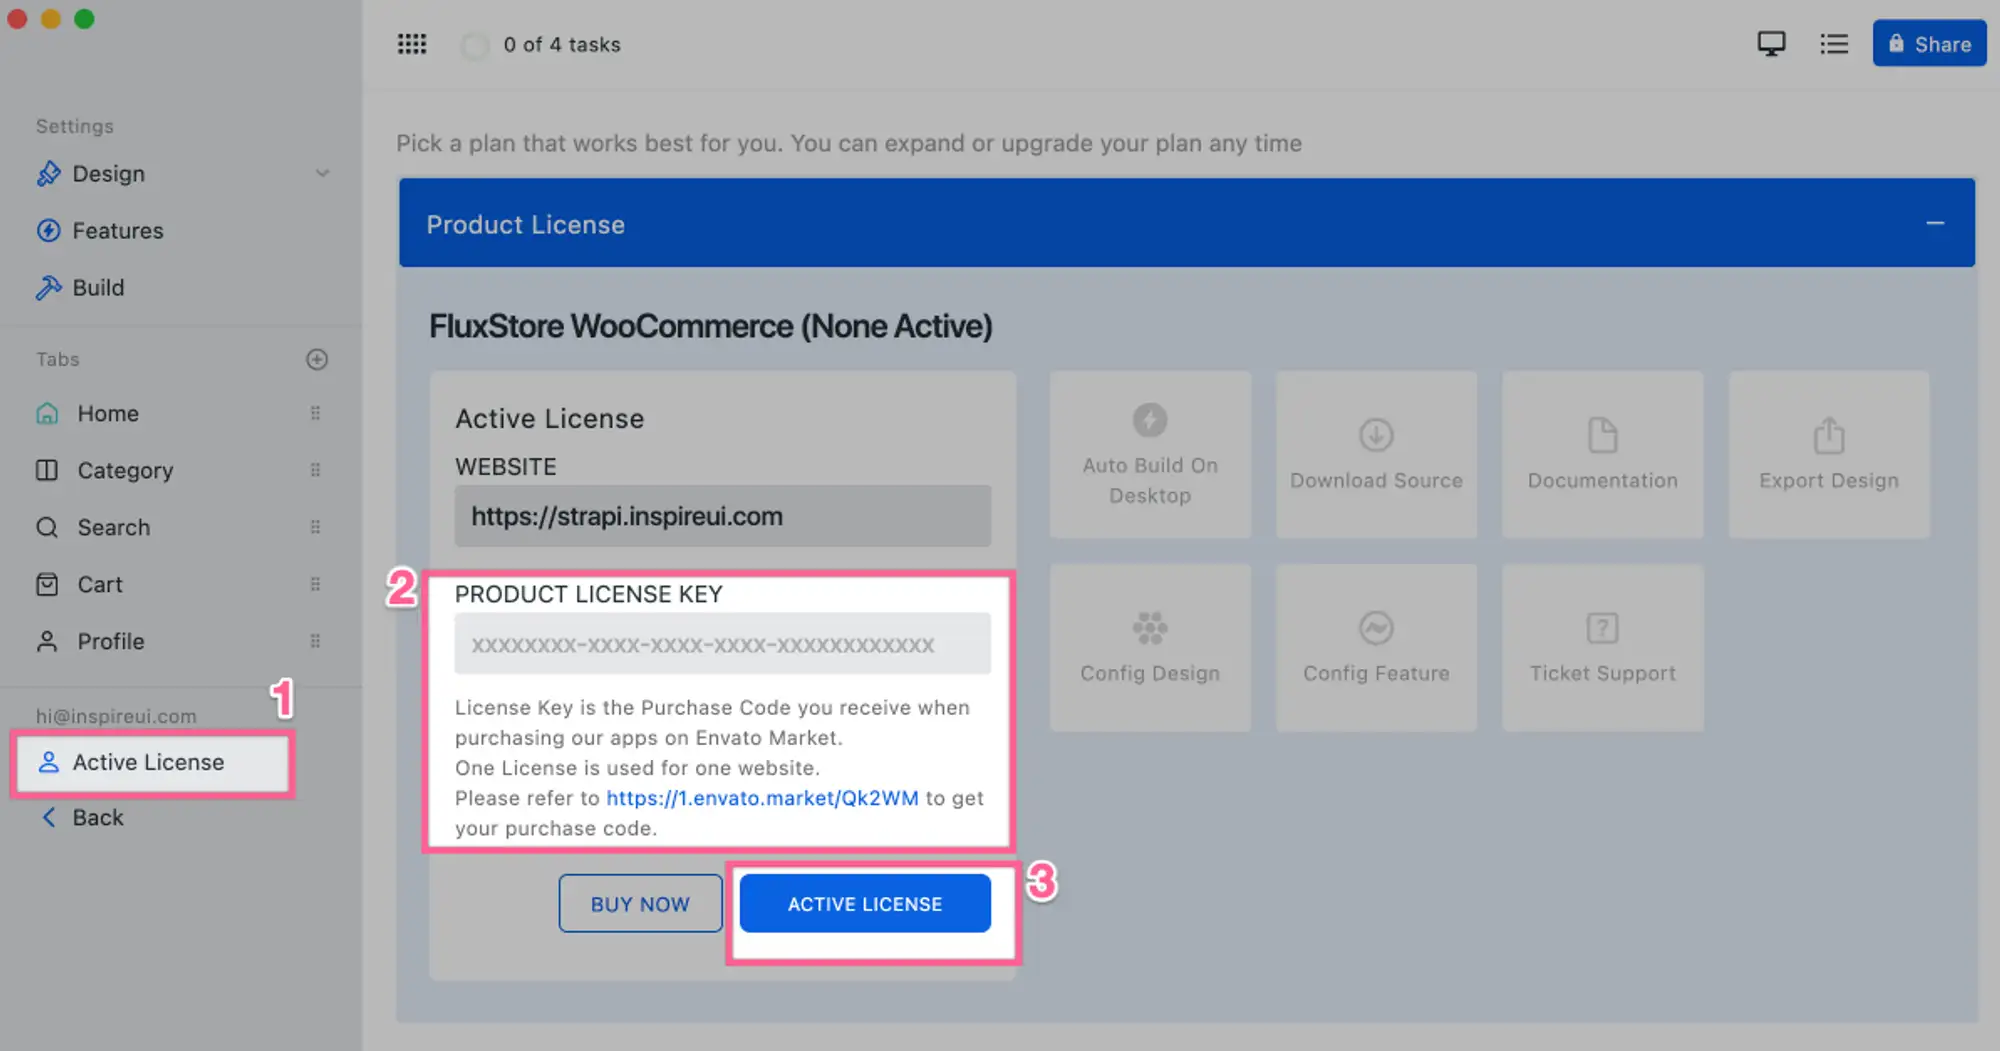 0 of 4 tasks
Share
Settings
Design
Features
Build
Tabs
Home
Category
Search
Cart
Profile
hi@inspireui.com
1
Active License
Back
Pick a plan that works best for you. You can expand or upgrade your plan any time
Product License
FluxStore WooCommerce (None Active)
Active License
WEBSITE
https://strapi.inspireui.com
2
PRODUCT LICENSE KEY
xxxxxxxx-xxxx-xxxx-xxxx-xxxxxxxxxxxx
License Key is the Purchase Code you receive when
purchasing our apps on Envato Market.
One License is used for one website.
Please refer to https://1.envato.market/Qk2WM to get
your purchase code.
BUY NOW
ACTIVE LICENSE
3
Auto Build On
Desktop
Download Source
Documentation
Export Design
Config Design
Config Feature
Ticket Support